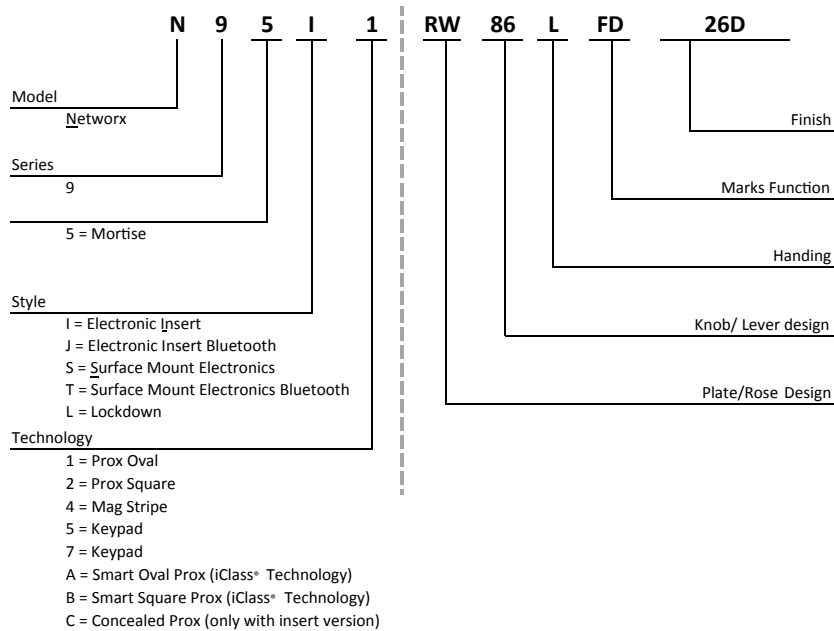 N 9 5 I 1 RW 86 L FD 26D
Model
Networx
Finish
Series
9
Marks Function
5 = Mortise
Handing
Style
I = Electronic Insert
J = Electronic Insert Bluetooth
S = Surface Mount Electronics
T = Surface Mount Electronics Bluetooth
L = Lockdown
Knob/ Lever design
Plate/Rose Design
Technology
1 = Prox Oval
2 = Prox Square
4 = Mag Stripe
5 = Keypad
7 = Keypad
A = Smart Oval Prox (iClass® Technology)
B = Smart Square Prox (iClass® Technology)
C = Concealed Prox (only with insert version)